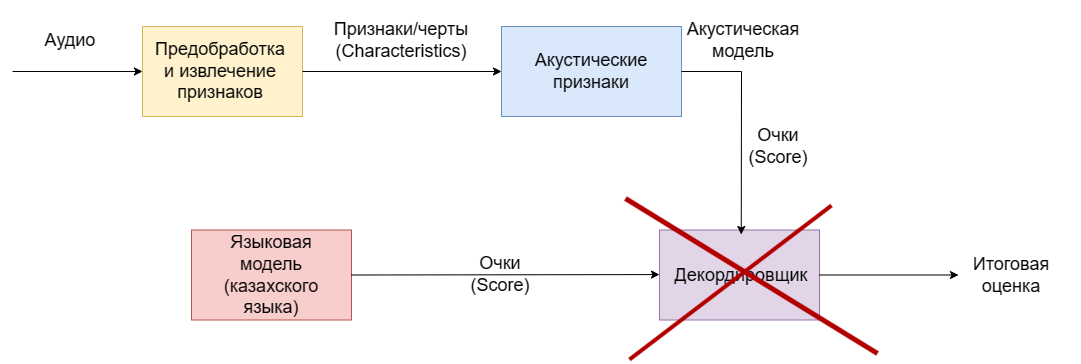 Аудио
Предобработка
и извлечение
признаков
Признаки/черты
(Characteristics)
Акустические
признаки
Акустическая
модель
Очки
(Score)
Языковая
модель
(казахского
языка)
Очки
(Score)
Декордировщик
Итоговая
оценка